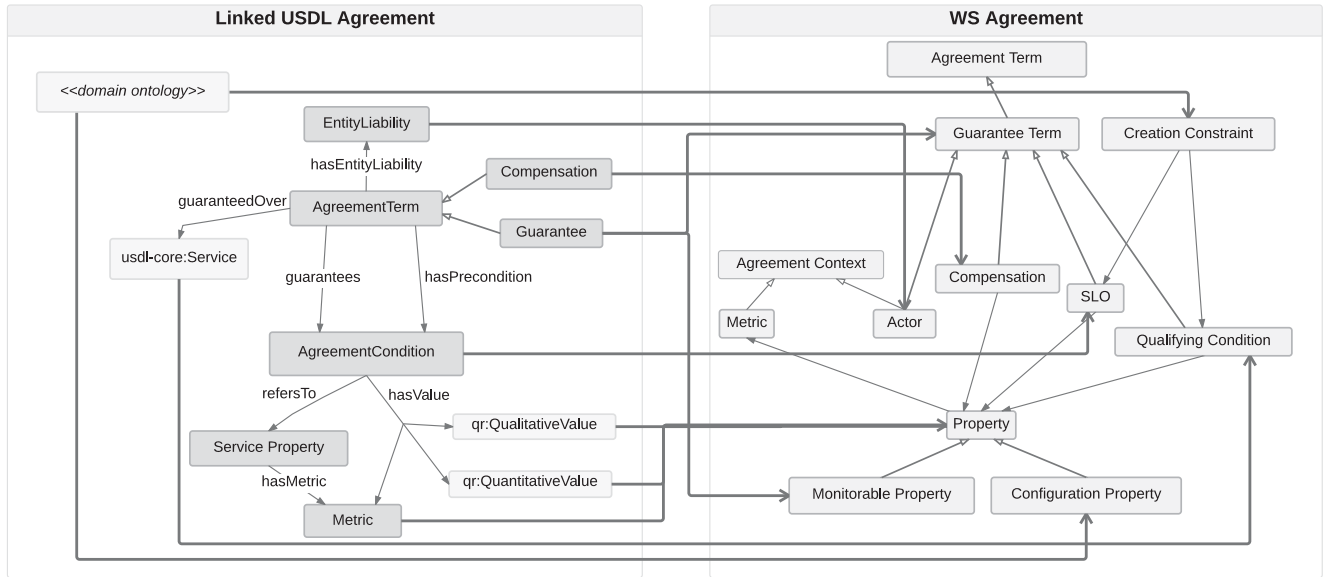 Linked USDL Agreement
WS Agreement
Agreement Term
<<domain ontology>>
EntityLiability
Guarantee Term
Creation Constraint
hasEntityLiability
Compensation
guaranteedOver
AgreementTerm
Guarantee
usdl-core:Service
guarantees
hasPrecondition
Agreement Context
Compensation
SLO
Metric
Actor
Qualifying Condition
AgreementCondition
refersTo
hasValue
qr:QualitativeValue
Property
Service Property
hasMetric
qr:QuantitativeValue
Monitorable Property
Configuration Property
Metric